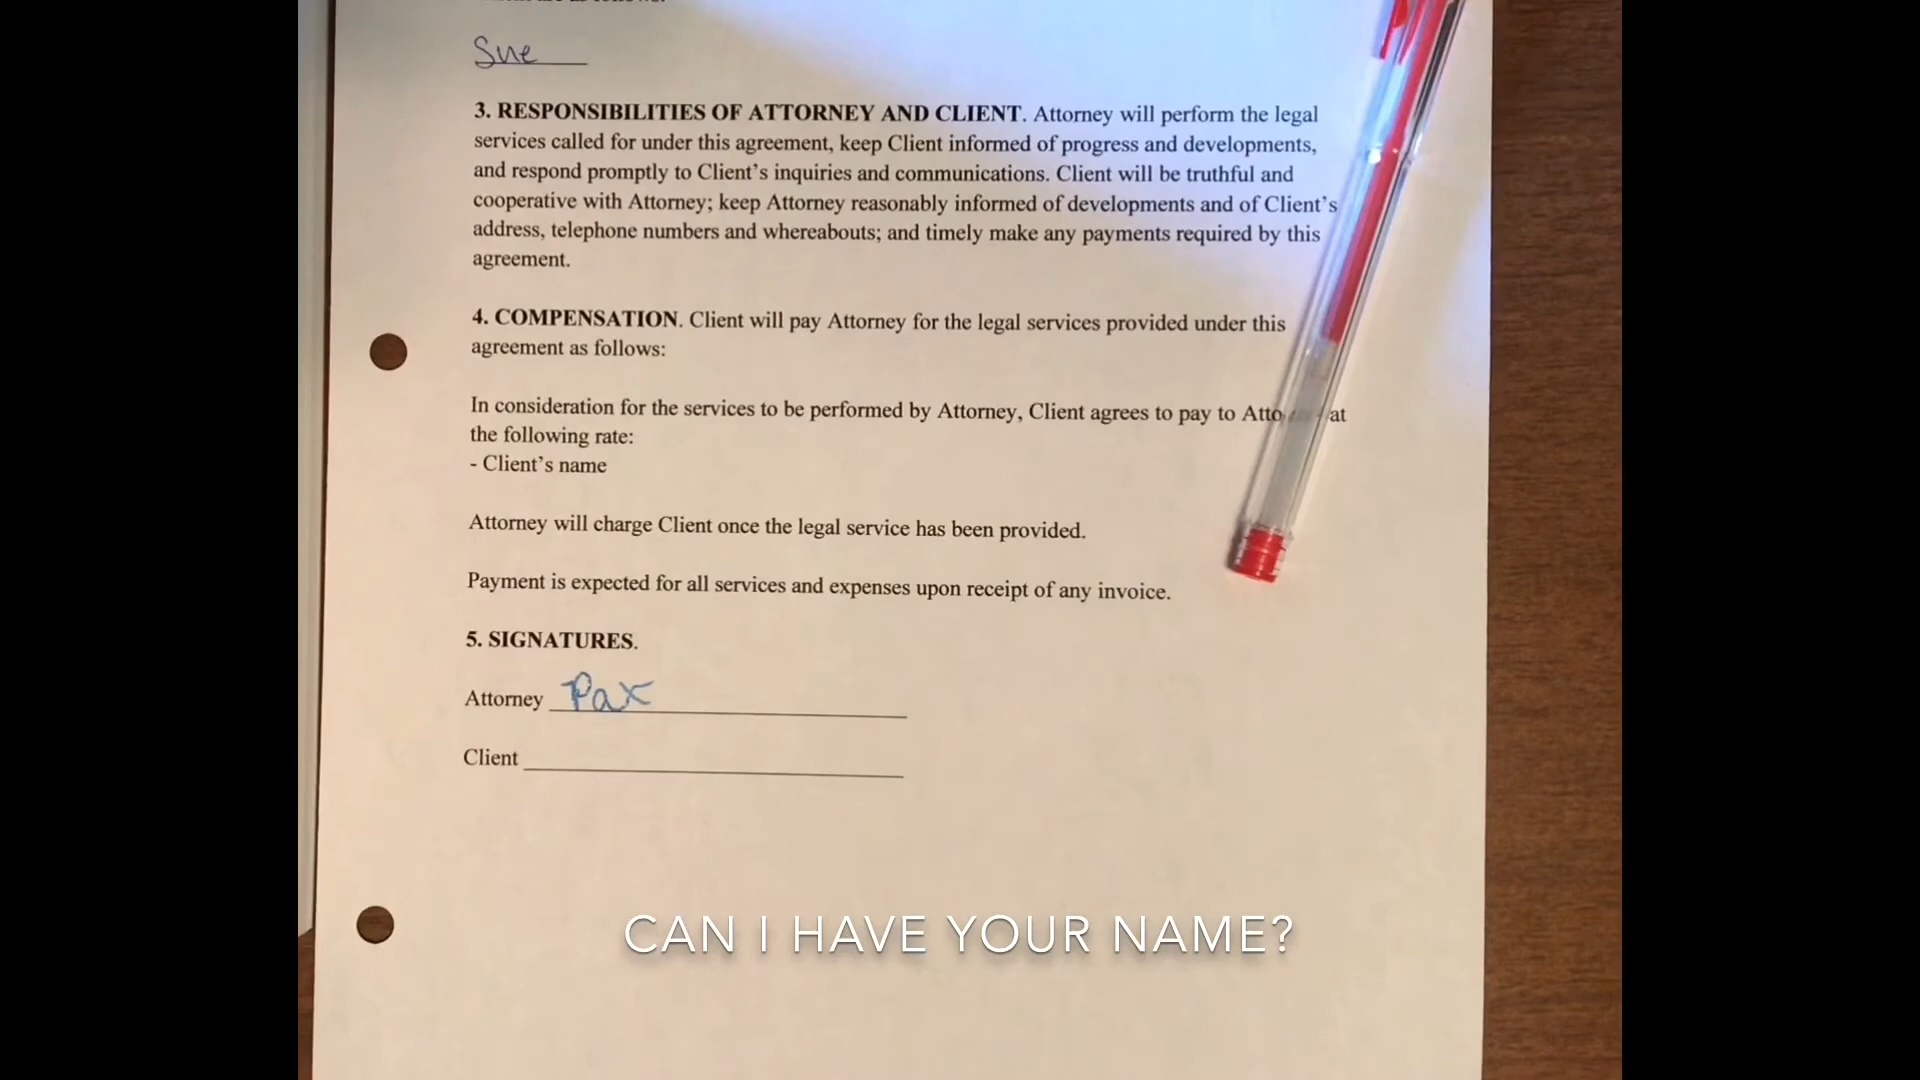 Sue
3. RESPONSIBILITIES OF ATTORNEY AND CLIENT. Attorney will perform the legal
services called for under this agreement, keep Client informed of progress and developments,
and respond promptly to Client's inquiries and communications. Client will be truthful and
cooperative with Attorney; keep Attorney reasonably informed of developments and of Client's
address, telephone numbers and whereabouts; and timely make any payments required by this
agreement.
4. COMPENSATION. Client will pay Attorney for the legal services provided under this
agreement as follows:
In consideration for the services to be performed by Attorney, Client agrees to pay to at
the following rate:
- Client's name
Attorney will charge Client once the legal service has been provided.
Payment is expected for all services and expenses upon receipt of any invoice.
5. SIGNATURES.
Attorney Pax
Client
CAN I HAVE YOUR NAME?